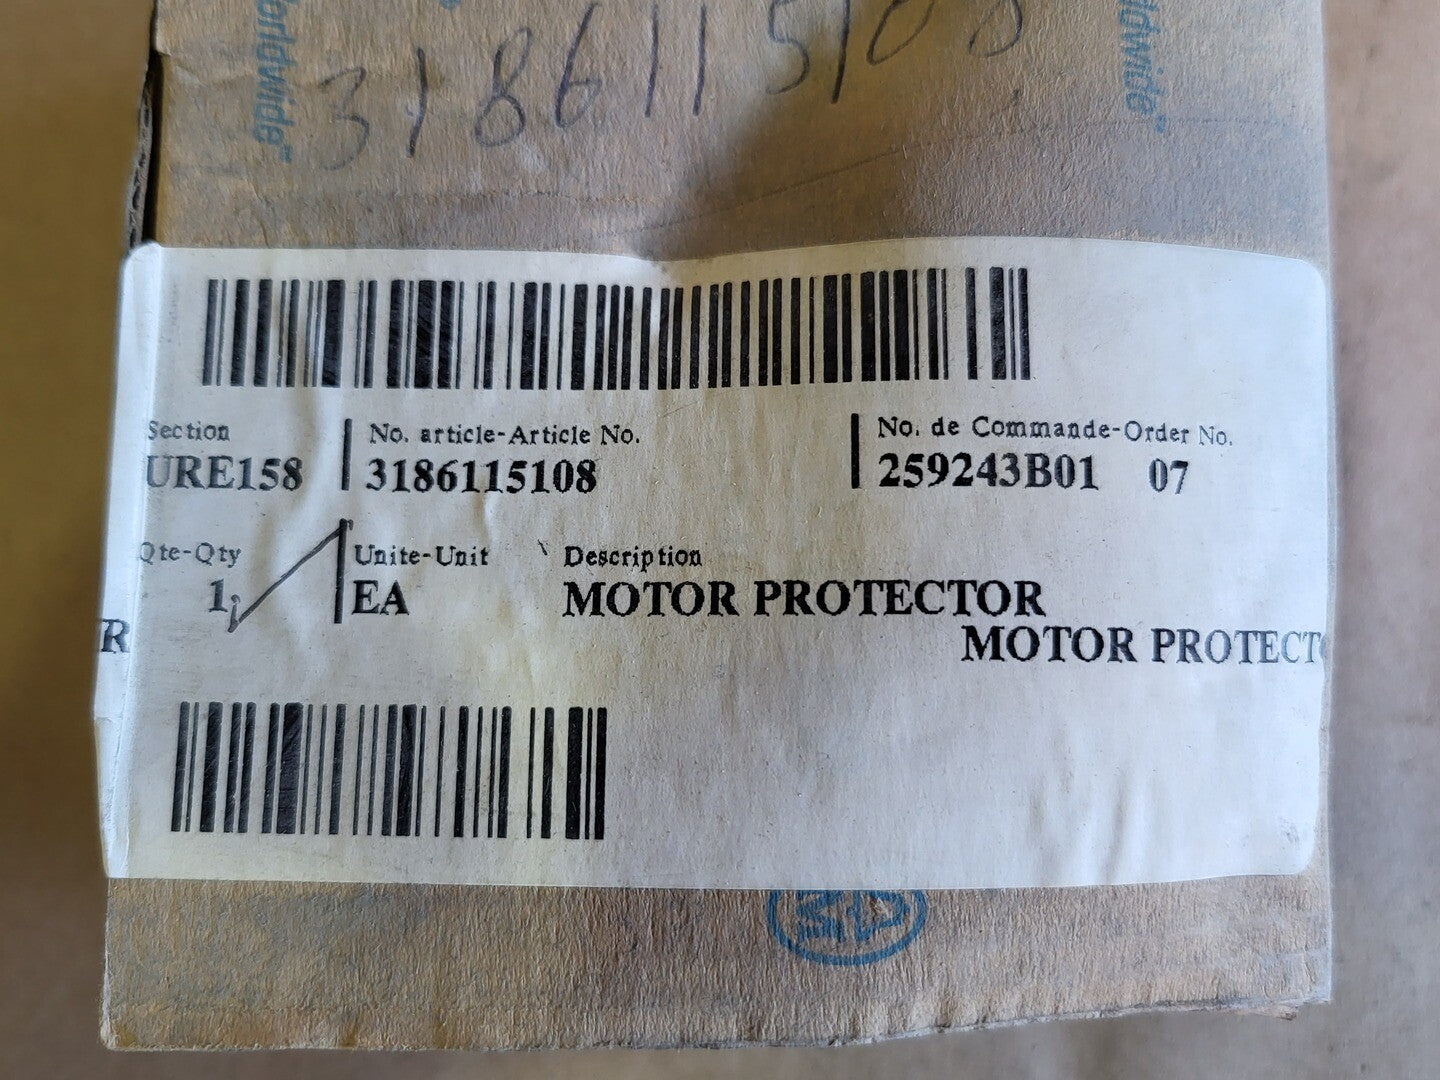 3186115108
Section No. article-Article No. No. de Commande-Order No.
URE158 3186115108 259243B01 07
Qte-Qty Unite-Unit Description
1, EA MOTOR PROTECTOR
R MOTOR PROTECT